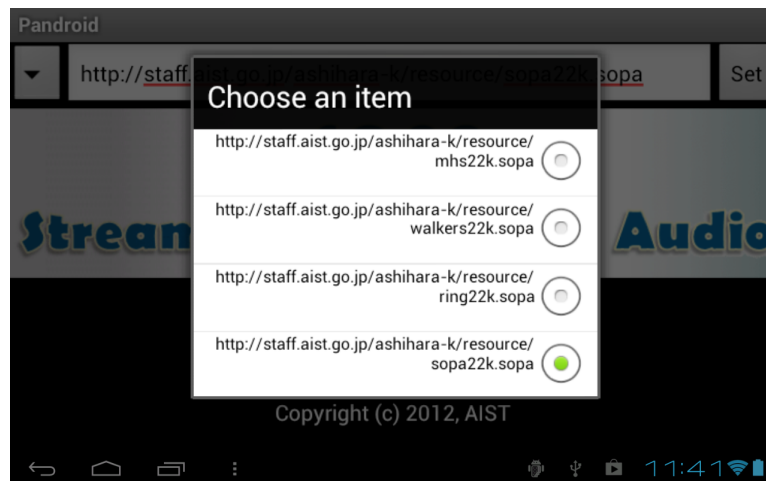 Pandroid
http://staff.aist.go.jp/ashihara-k/resource/sopa22k.sopa
Set
Choose an item
http://staff.aist.go.jp/ashihara-k/resource/
mhs22k.sopa
http://staff.aist.go.jp/ashihara-k/resource/
walkers22k.sopa
http://staff.aist.go.jp/ashihara-k/resource/
ring22k.sopa
http://staff.aist.go.jp/ashihara-k/resource/
sopa22k.sopa
Stream
Audio
Copyright (c) 2012, AIST
11:41